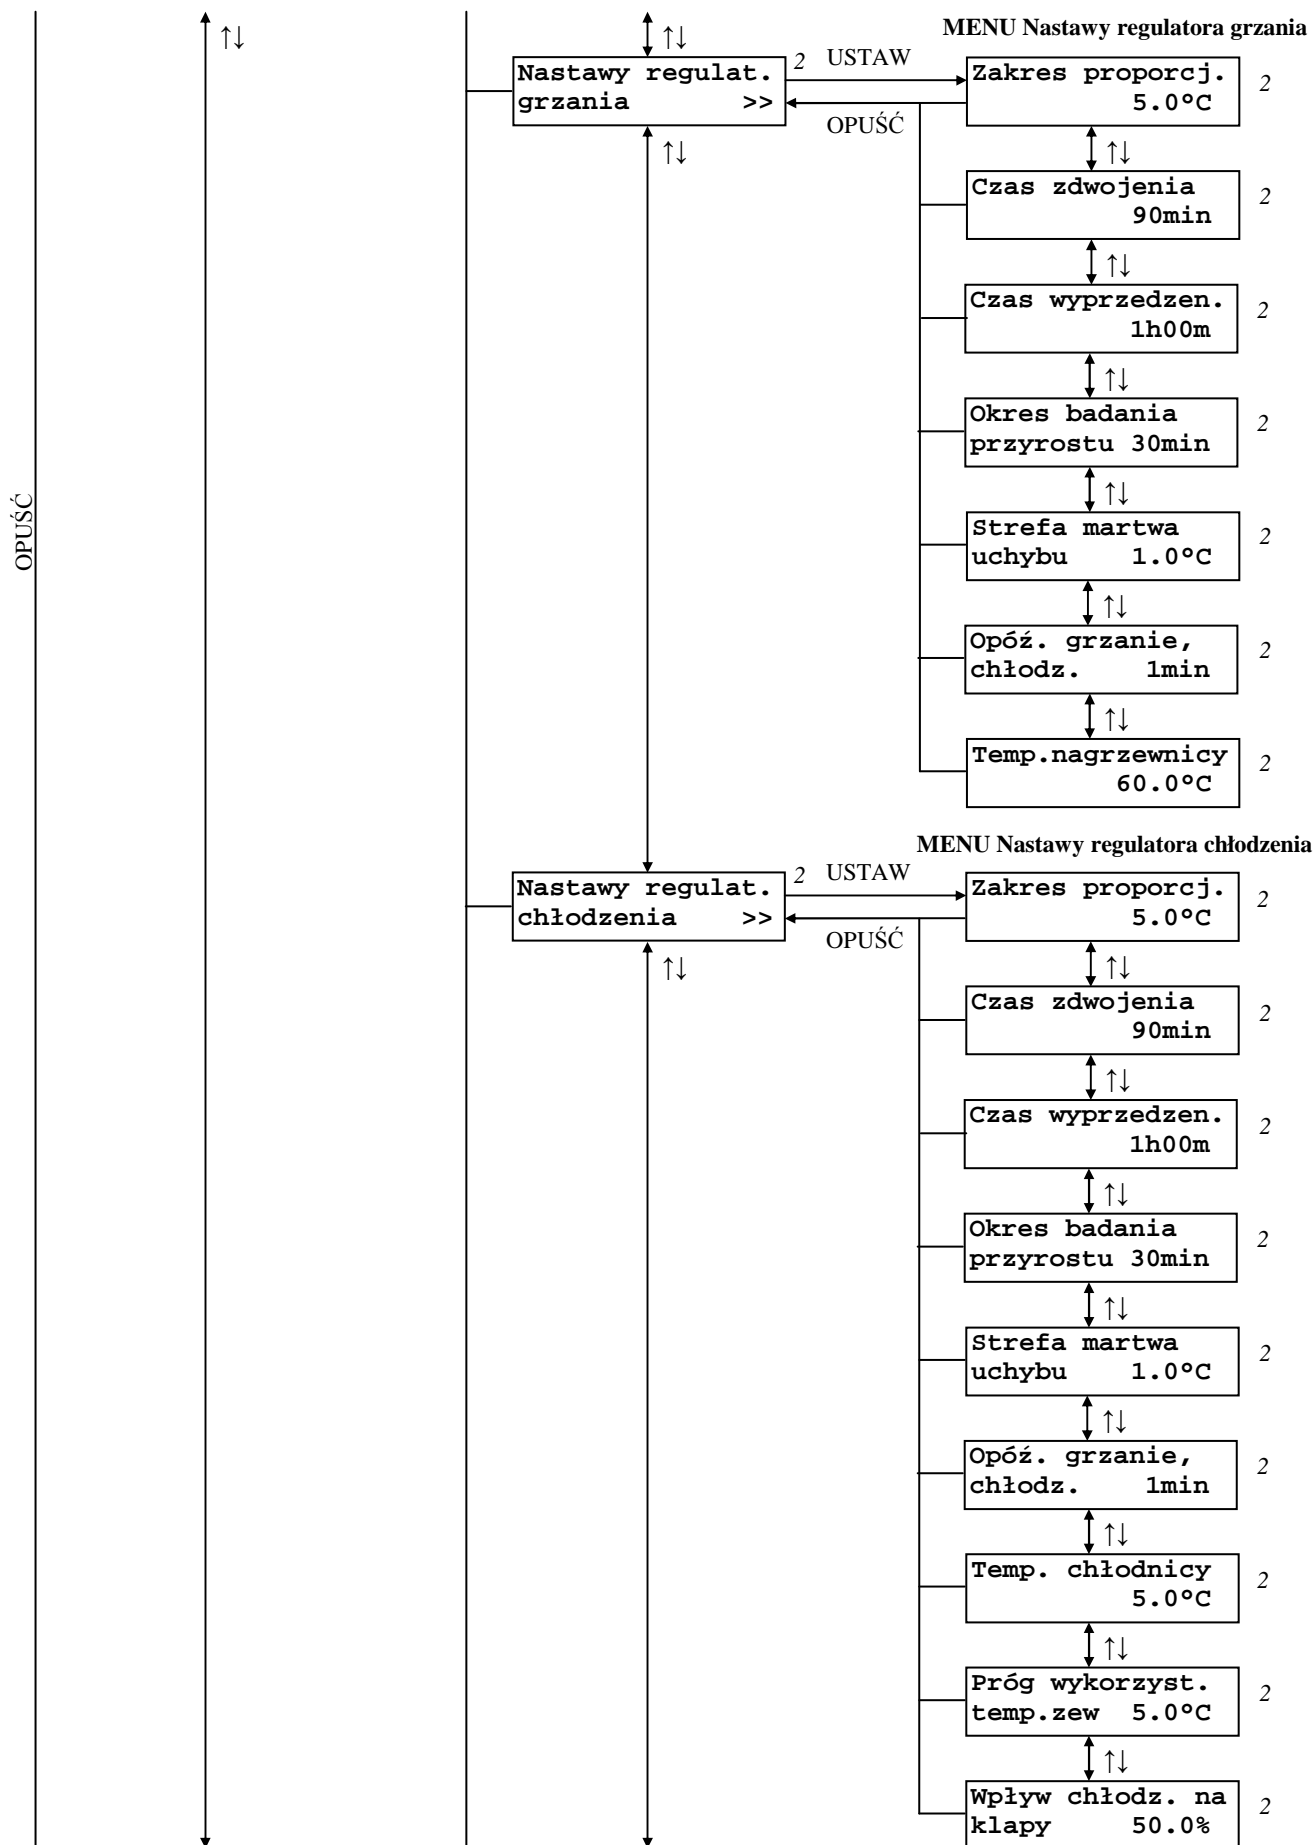 ↑↓
↑↓
MENU Nastawy regulatora grzania
Nastawy regulat.
grzania >>
2 USTAW
OPUŚĆ
Zakres proporcj.
5.0°C
2
↑↓
↑↓
Czas zdwojenia
90min
2
↑↓
Czas wyprzedzen.
1h00m
2
↑↓
Okres badania
przyrostu 30min
2
↑↓
OPUŚĆ
Strefa martwa
uchybu 1.0°C
2
↑↓
Opóź. grzanie,
chłodz. 1min
2
↑↓
Temp.nagrzewnicy
60.0°C
2
MENU Nastawy regulatora chłodzenia
Nastawy regulat.
chłodzenia >>
2 USTAW
OPUŚĆ
Zakres proporcj.
5.0°C
2
↑↓
↑↓
Czas zdwojenia
90min
2
↑↓
Czas wyprzedzen.
1h00m
2
↑↓
Okres badania
przyrostu 30min
2
↑↓
Strefa martwa
uchybu 1.0°C
2
↑↓
Opóź. grzanie,
chłodz. 1min
2
↑↓
Temp. chłodnicy
5.0°C
2
↑↓
Próg wykorzyst.
temp.zew 5.0°C
2
↑↓
Wpływ chłodz. na
klapy 50.0%
2